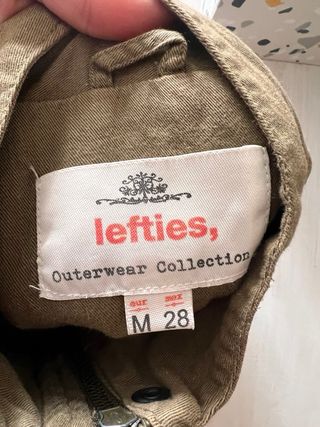 lefties,
Outerwear Collection
eur mex
M 28